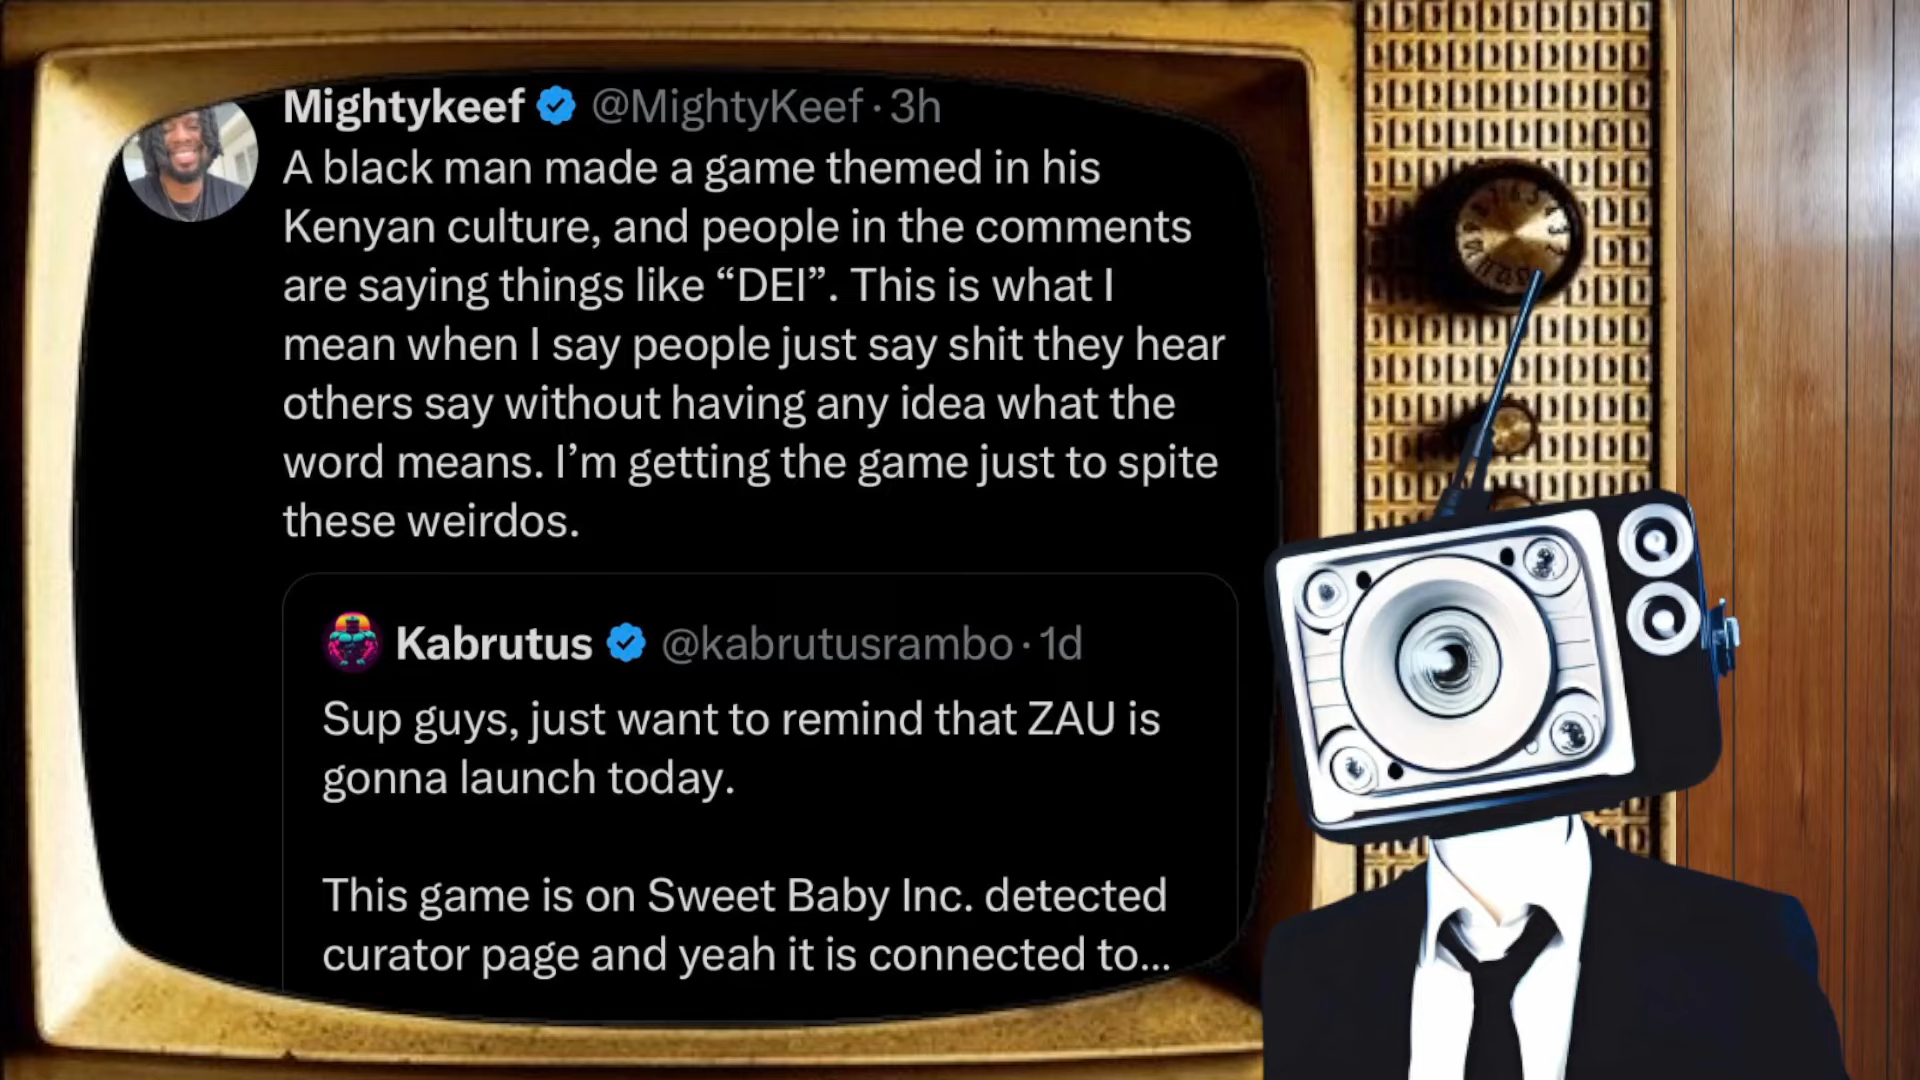 Mightykeef @MightyKeef · 3h
A black man made a game themed in his
Kenyan culture, and people in the comments
are saying things like “DEI”. This is what I
mean when I say people just say shit they hear
others say without having any idea what the
word means. I’m getting the game just to spite
these weirdos.
Kabrutus @kabrutusrambo · 1d
Sup guys, just want to remind that ZAU is
gonna launch today.
This game is on Sweet Baby Inc. detected
curator page and yeah it is connected to...